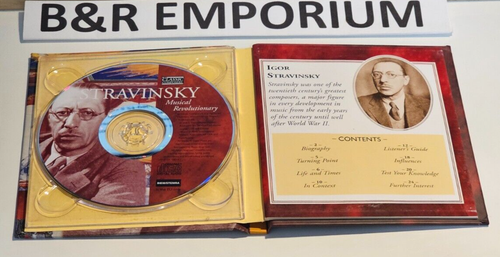 B&R EMPORIUM
STRAVINSKY
Musical
Revolutionary
IGOR
STRAVINSKY
Stravinsky was one of the
twentieth century's greatest
composers, a major figure
in every development in
music from the early years
of the century until well
after World War II.
CONTENTS
Biography
Turning Point
Life and Times
In Context
Listener's Guide
Influences
Test Your Knowledge
Further Interest